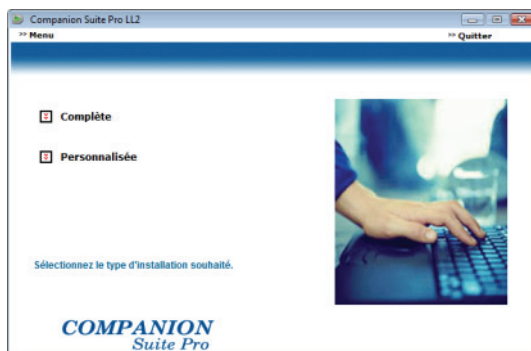 Companion Suite Pro LL2
>> Menu
>> Quitter
Complète
Personnalisée
Sélectionnez le type d'installation souhaité.
COMPANION
Suite Pro